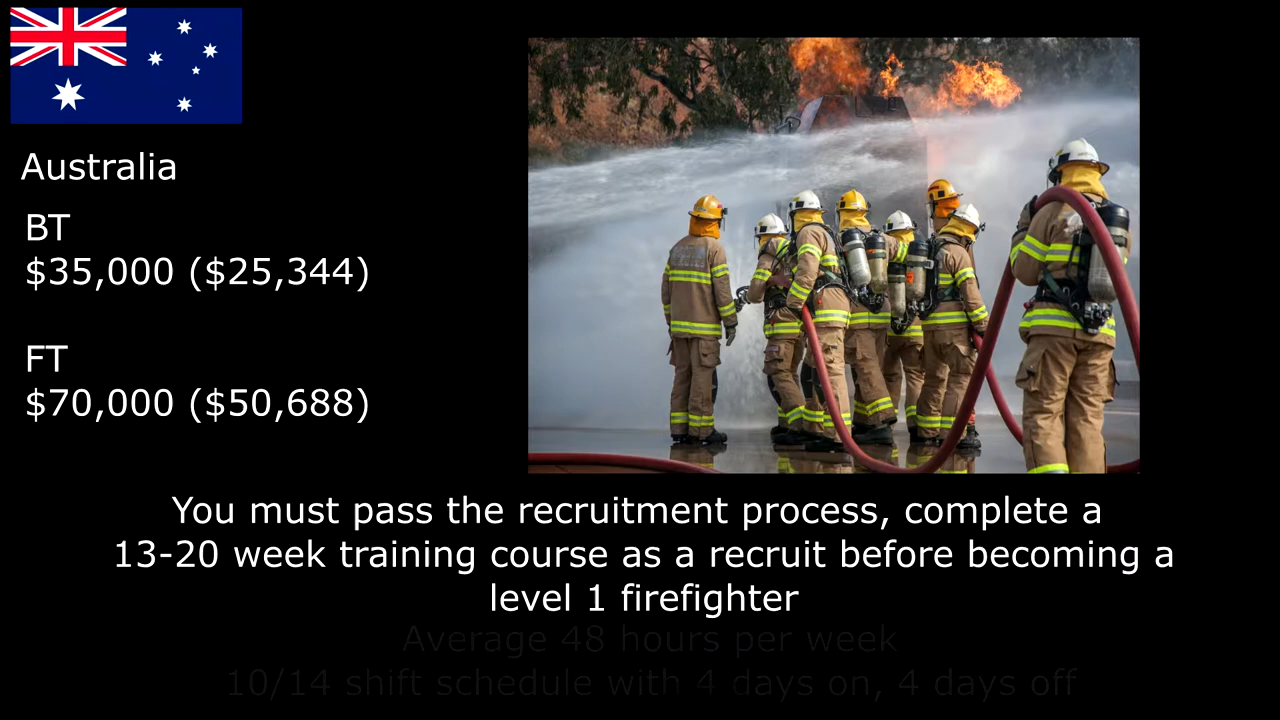 Australia
BT
$35,000 ($25,344)
FT
$70,000 ($50,688)
You must pass the recruitment process, complete a
13-20 week training course as a recruit before becoming a
level 1 firefighter
Average 48 hours per week
10/14 shift schedule with 4 days on, 4 days off